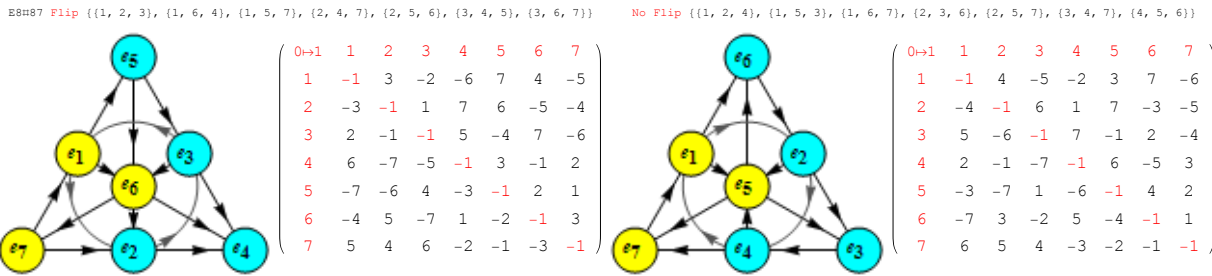 E8#87 Flip {{1, 2, 3}, {1, 6, 4}, {1, 5, 7}, {2, 4, 7}, {2, 5, 6}, {3, 4, 5}, {3, 6, 7}}
e5
e1
e3
e6
e7
e2
e4
0↦1 1 2 3 4 5 6 7
1 -1 3 -2 -6 7 4 -5
2 -3 -1 1 7 6 -5 -4
3 2 -1 -1 5 -4 7 -6
4 6 -7 -5 -1 3 -1 2
5 -7 -6 4 -3 -1 2 1
6 -4 5 -7 1 -2 -1 3
7 5 4 6 -2 -1 -3 -1
No Flip {{1, 2, 4}, {1, 5, 3}, {1, 6, 7}, {2, 3, 6}, {2, 5, 7}, {3, 4, 7}, {4, 5, 6}}
e6
e1
e2
e5
e7
e4
e3
0↦1 1 2 3 4 5 6 7
1 -1 4 -5 -2 3 7 -6
2 -4 -1 6 1 7 -3 -5
3 5 -6 -1 7 -1 2 -4
4 2 -1 -7 -1 6 -5 3
5 -3 -7 1 -6 -1 4 2
6 -7 3 -2 5 -4 -1 1
7 6 5 4 -3 -2 -1 -1